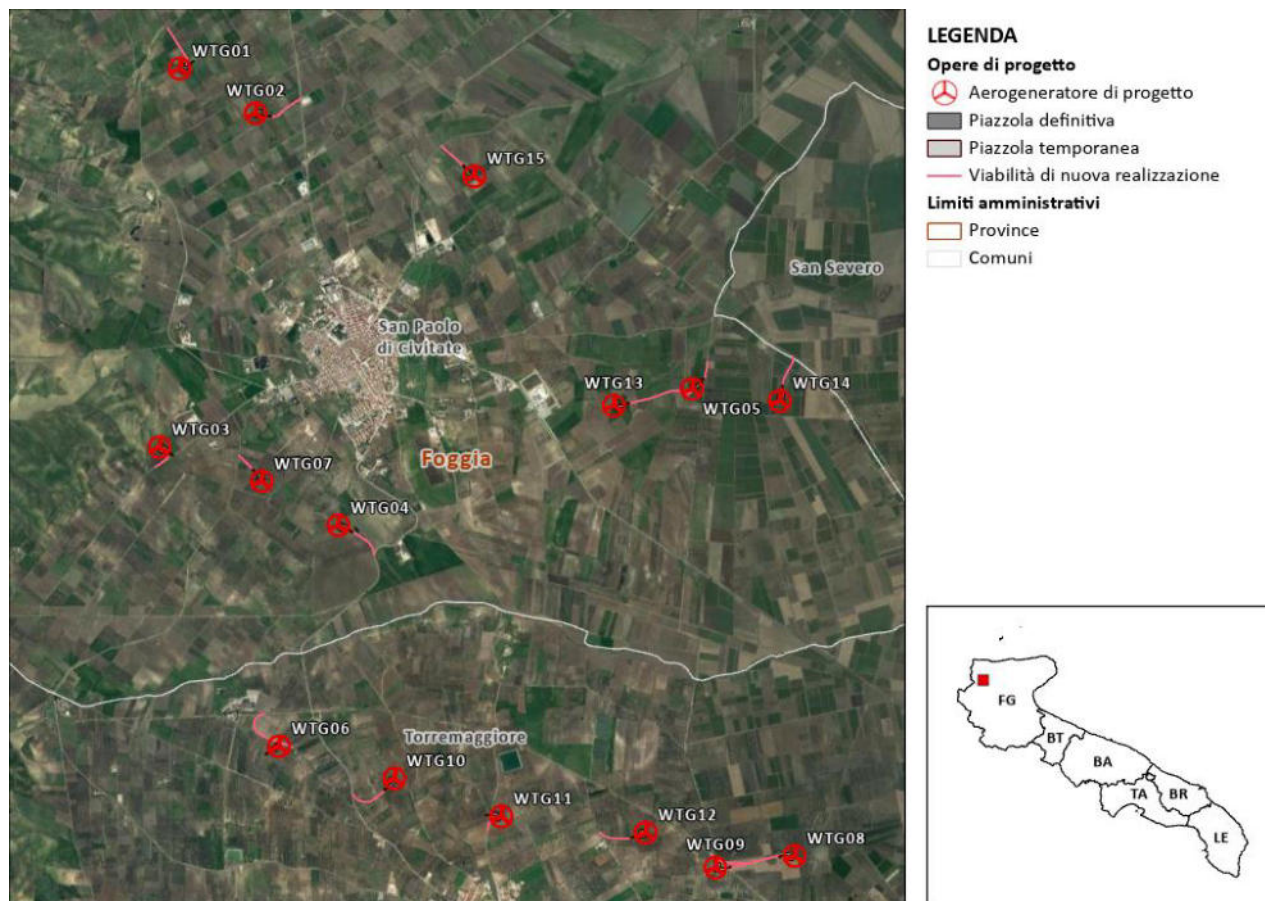 WTG01
WTG02
WTG15
San Severo
San Paolo
di Civitate
WTG13
WTG05
WTG14
WTG03
WTG07
Foggia
WTG04
WTG06
Torremaggiore
WTG10
WTG11
WTG12
WTG09
WTG08
LEGENDA
Opere di progetto
Aerogeneratore di progetto
Piazzola definitiva
Piazzola temporanea
Viabilità di nuova realizzazione
Limiti amministrativi
Province
Comuni
FG
BT
BA
TA
BR
LE